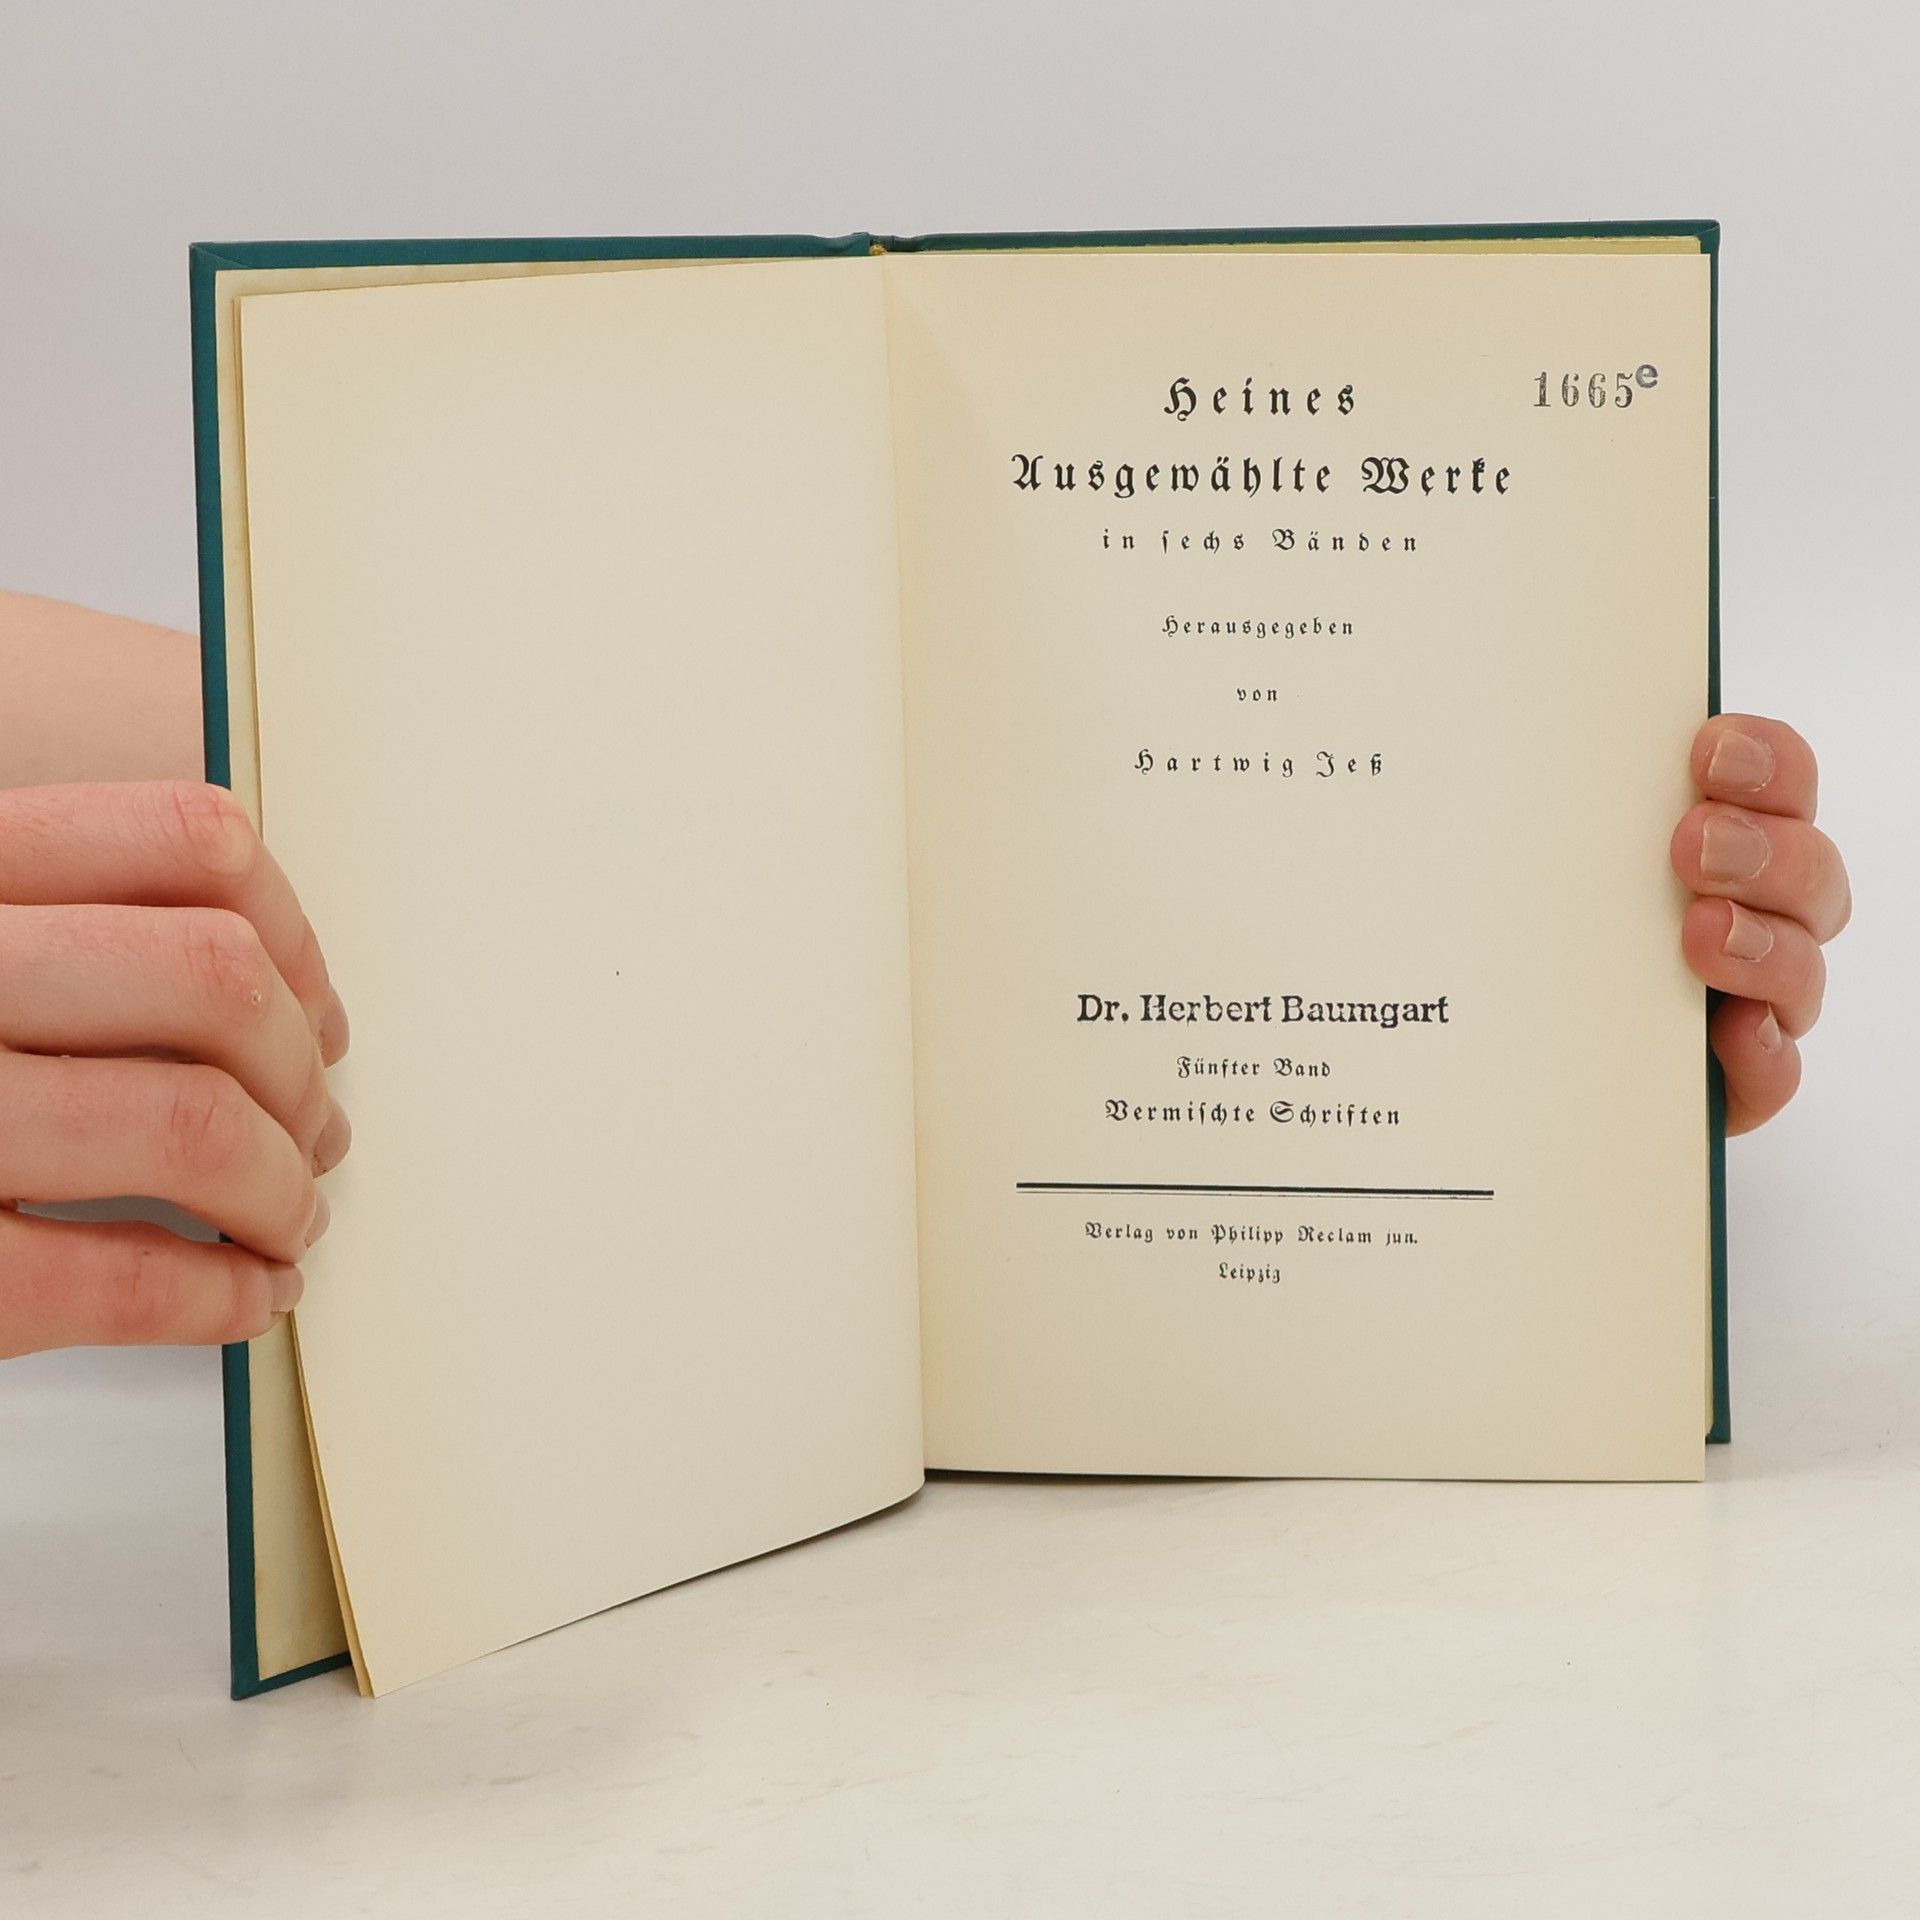 Heines
1665e
Ausgewählte Werke
in sechs Bänden
Herausgegeben
von
Hartwig Jeß
Dr. Herbert Baumgart
Fünfter Band
Vermischte Schriften
Verlag von Philipp Reclam jun.
Leipzig